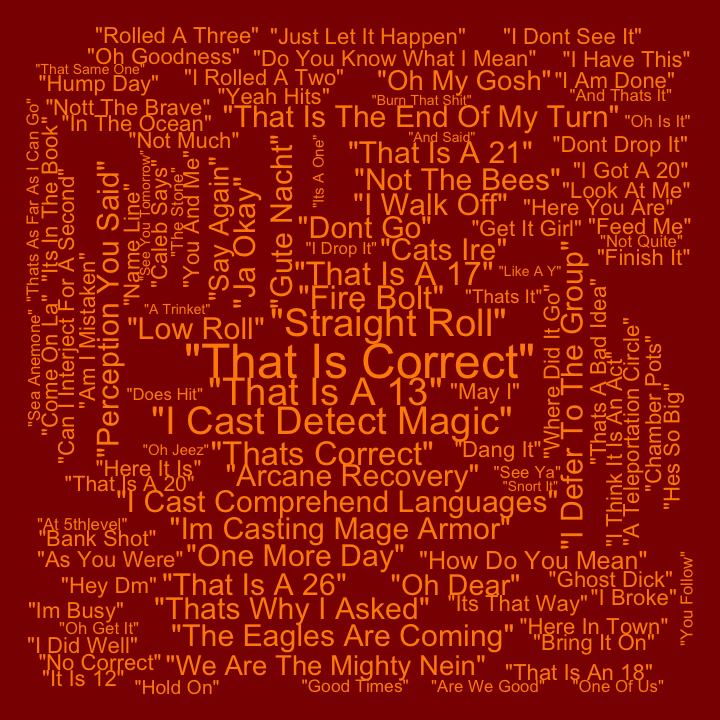 "Rolled A Three"
"Just Let It Happen"
"I Dont See It"
"Oh Goodness"
"Do You Know What I Mean"
"I Have This"
"That Same One"
"Hump Day"
"I Rolled A Two"
"Oh My Gosh"
"I Am Done"
"Yeah Hits"
"Burn That Shit"
"And Thats It"
"Nott The Brave"
"That Is The End Of My Turn"
"Oh Is It"
"In The Ocean"
"Not Much"
"And Said"
"Dont Drop It"
"That Is A 21"
"Its A One"
"I Got A 20"
"Not The Bees"
"Look At Me"
"I Walk Off"
"Here You Are"
"Dont Go"
"Get It Girl"
"Feed Me"
"I Drop It"
"Cats Ire"
"Not Quite"
"Finish It"
"Thats As Far As I Can Go"
"Its In The Book"
"Can I Interject For A Second"
"Perception You Said"
"Name Line"
"See You Tomorrow"
"Caleb Says"
"The Stone"
"You And Me"
"Say Again"
"Ja Okay"
"Gute Nacht"
"That Is A 17"
"Like A Y"
"Fire Bolt"
"Thats It"
"A Trinket"
"Low Roll"
"Straight Roll"
"Sea Anemone"
"Come On La"
"Am I Mistaken"
"That Is Correct"
"Where Did It Go"
"I Defer To The Group"
"Thats A Bad Idea"
"I Think It Is An Act"
"A Teleportation Circle"
"Chamber Pots"
"Hes So Big"
"Does Hit"
"That Is A 13"
"May I"
"I Cast Detect Magic"
"Oh Jeez"
"Thats Correct"
"Dang It"
"Here It Is"
"Arcane Recovery"
"See Ya"
"That Is A 20"
"Snort It"
"I Cast Comprehend Languages"
"At 5thlevel"
"Bank Shot"
"Im Casting Mage Armor"
"As You Were"
"One More Day"
"How Do You Mean"
"Hey Dm"
"That Is A 26"
"Oh Dear"
"Ghost Dick"
"You Follow"
"Im Busy"
"Thats Why I Asked"
"Its That Way"
"I Broke"
"Oh Get It"
"The Eagles Are Coming"
"Here In Town"
"I Did Well"
"Bring It On"
"No Correct"
"We Are The Mighty Nein"
"That Is An 18"
"It Is 12"
"Hold On"
"Good Times"
"Are We Good"
"One Of Us"